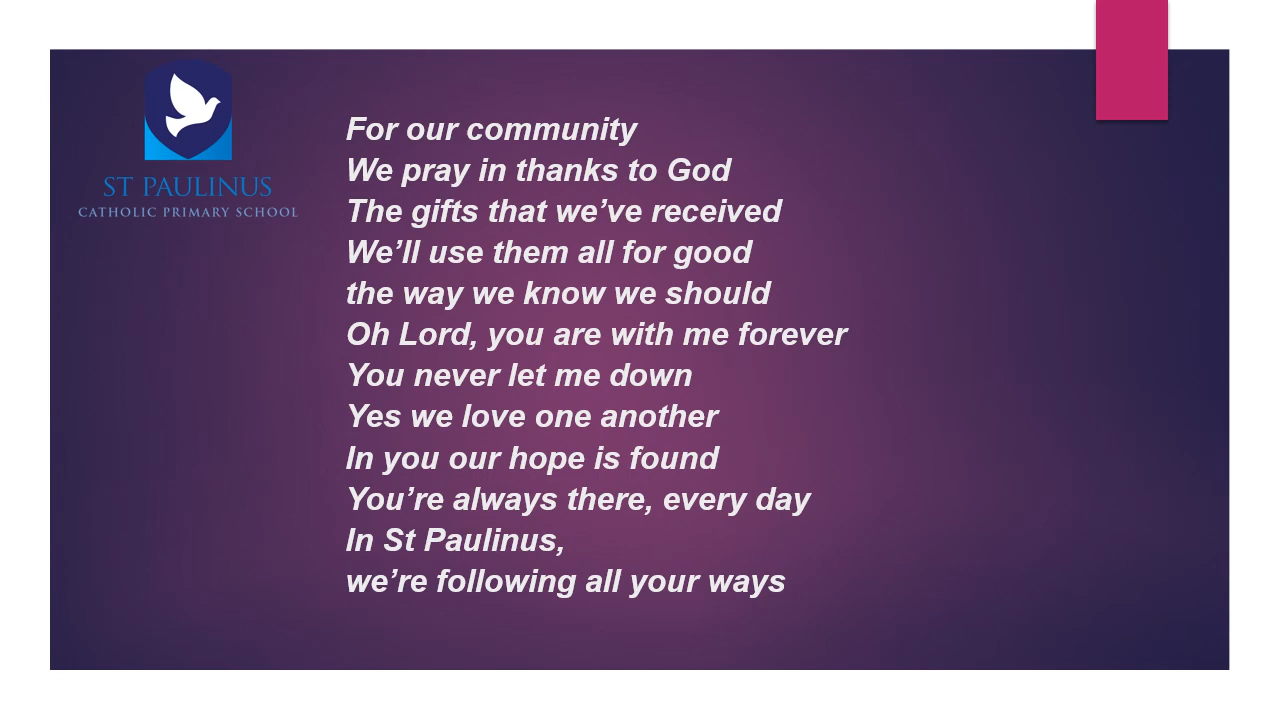 ST PAULINUS
CATHOLIC PRIMARY SCHOOL
For our community
We pray in thanks to God
The gifts that we’ve received
We’ll use them all for good
the way we know we should
Oh Lord, you are with me forever
You never let me down
Yes we love one another
In you our hope is found
You’re always there, every day
In St Paulinus,
we’re following all your ways